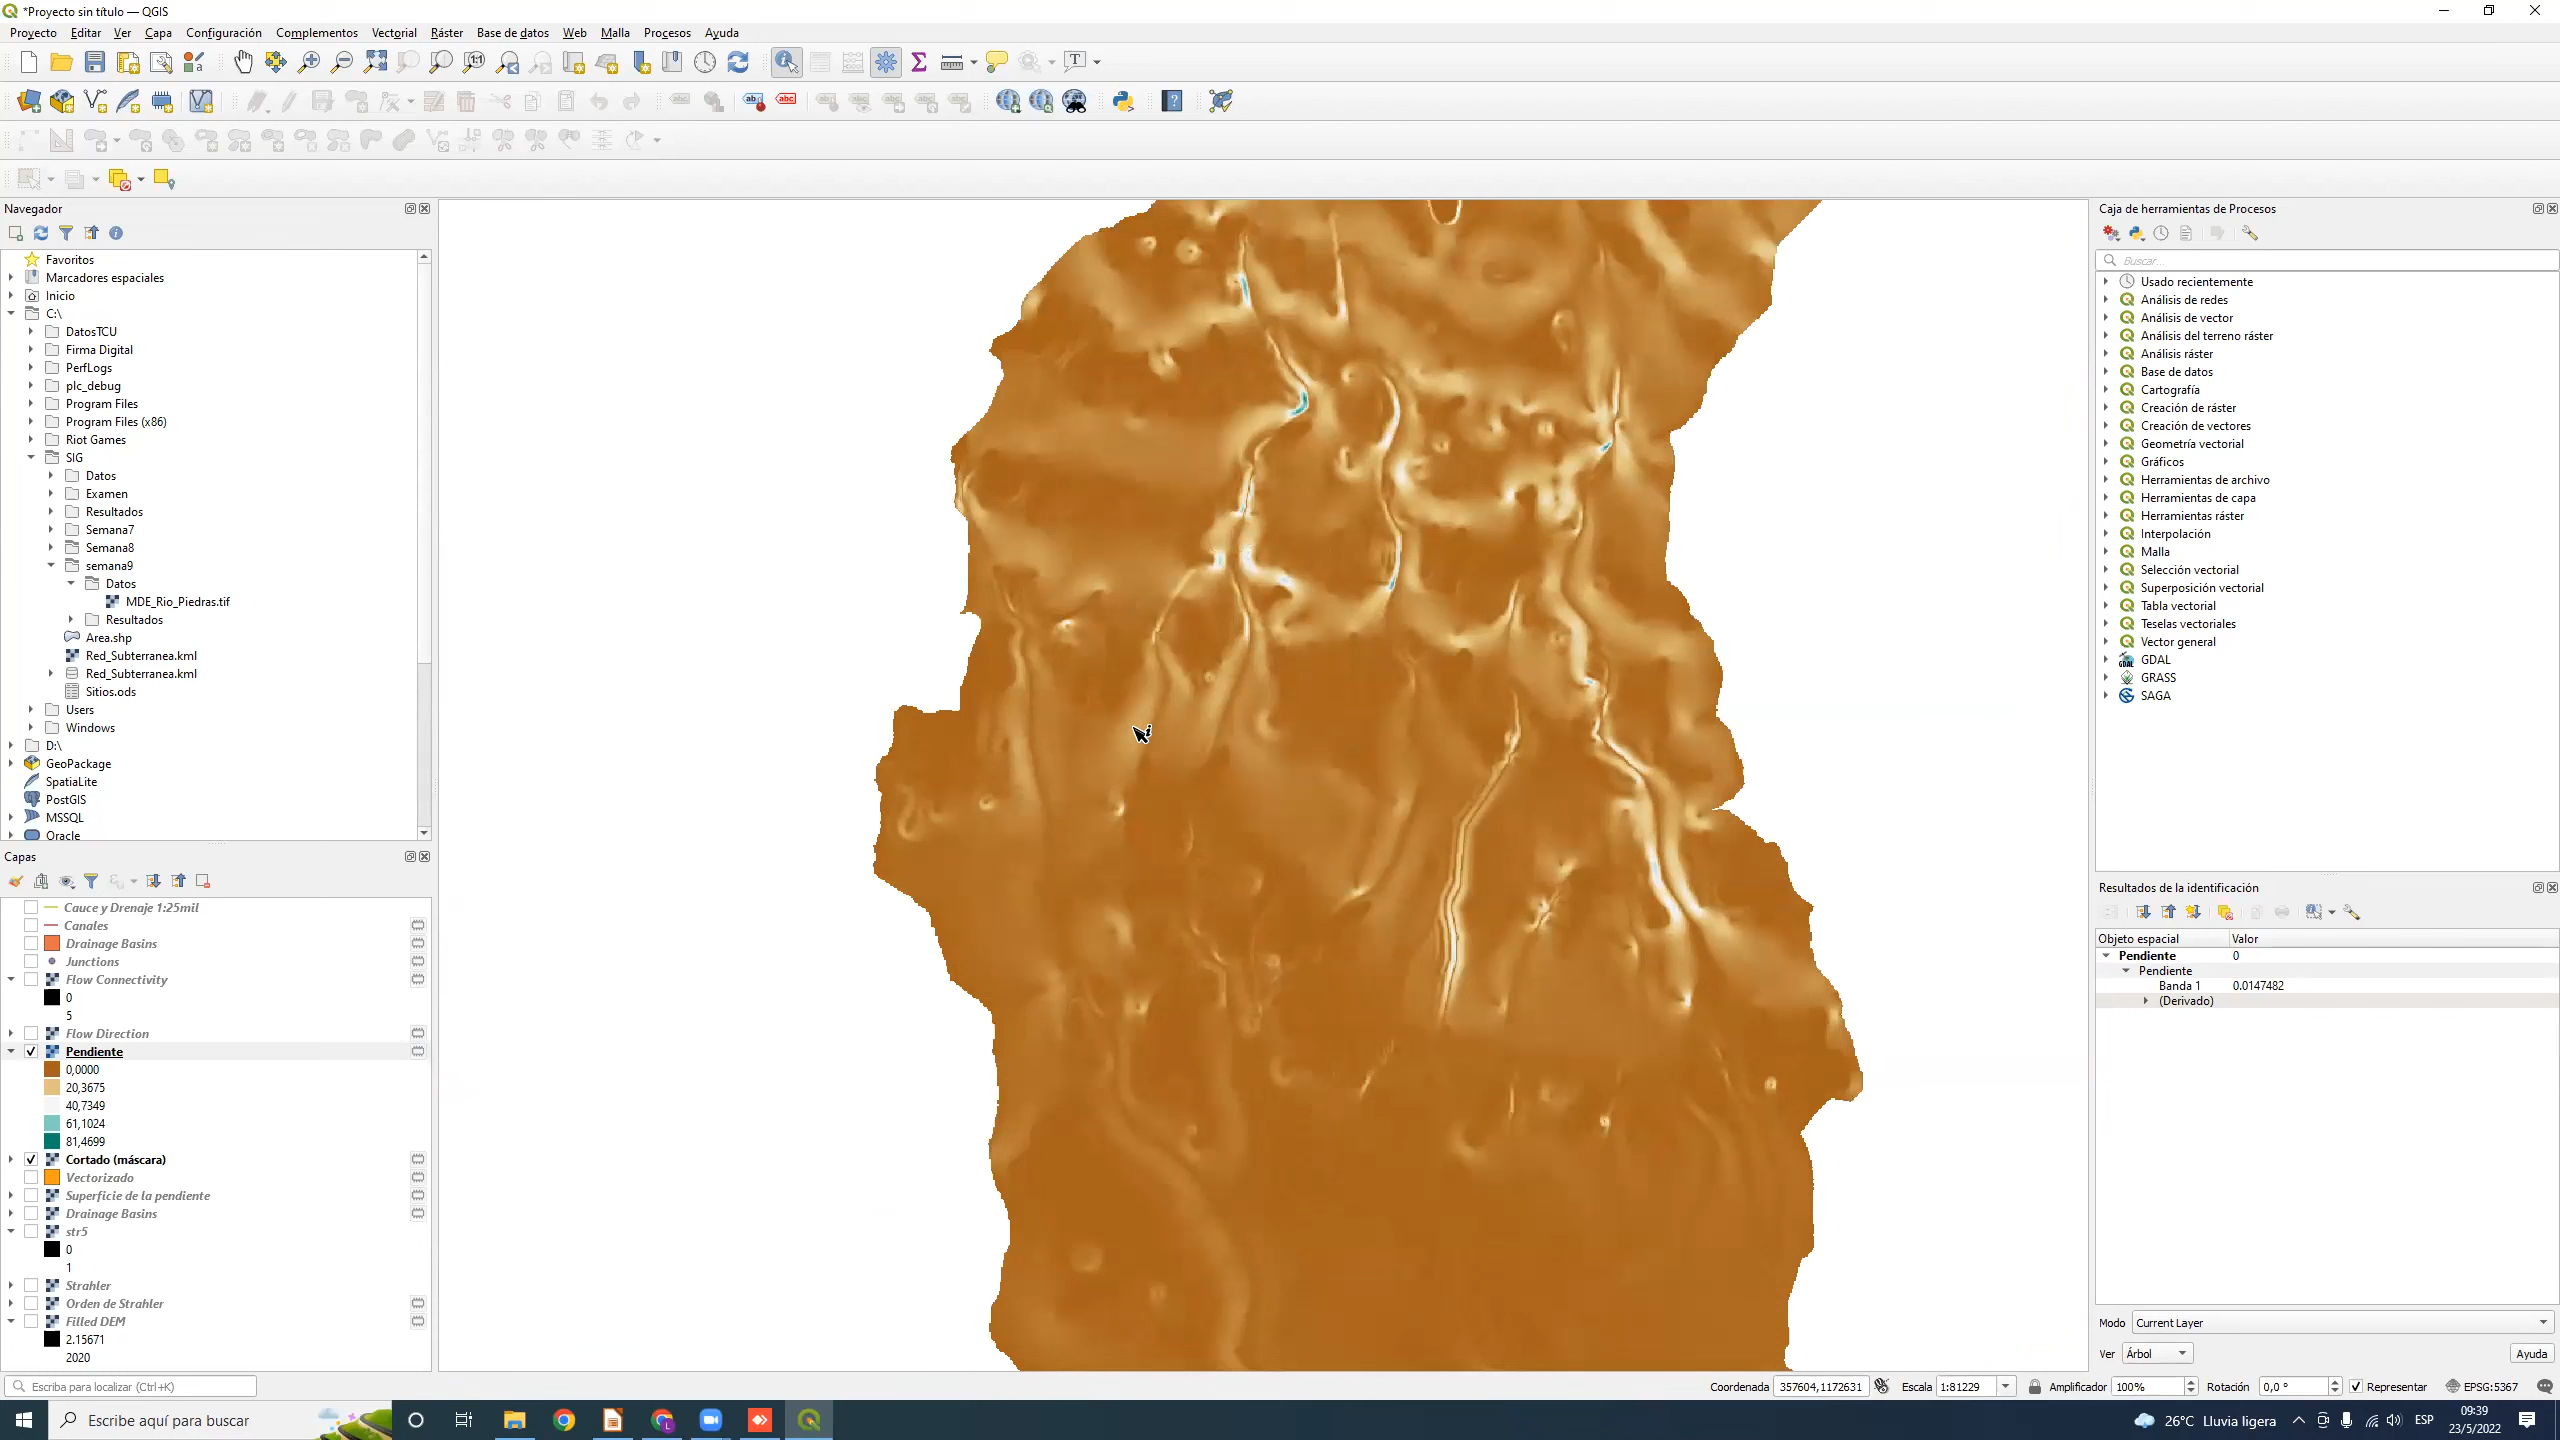 *Proyecto sin título — QGIS
Proyecto Editar Ver Capa Configuración Complementos Vectorial Ráster Base de datos Web Malla Procesos Ayuda
Navegador
Favoritos
Marcadores espaciales
Inicio
C:\
DatosTCU
Firma Digital
PerfLogs
plc_debug
Program Files
Program Files (x86)
Riot Games
SIG
Datos
Examen
Resultados
Semana7
Semana8
semana9
Datos
MDE_Rio_Piedras.tif
Resultados
Area.shp
Red_Subterranea.kml
Red_Subterranea.kml
Sitios.ods
Users
Windows
D:\
GeoPackage
SpatiaLite
PostGIS
MSSQL
Oracle
Capas
Cauce y Drenaje 1:25mil
Canales
Drainage Basins
Junctions
Flow Connectivity
0
5
Flow Direction
Pendiente
0,0000
20,3675
40,7349
61,1024
81,4699
Cortado (máscara)
Vectorizado
Superficie de la pendiente
Drainage Basins
str5
0
1
Strahler
Orden de Strahler
Filled DEM
2.15671
2020
Caja de herramientas de Procesos
Buscar...
Usado recientemente
Análisis de redes
Análisis de vector
Análisis del terreno ráster
Análisis ráster
Base de datos
Cartografía
Creación de ráster
Creación de vectores
Geometría vectorial
Gráficos
Herramientas de archivo
Herramientas de capa
Herramientas ráster
Interpolación
Malla
Selección vectorial
Superposición vectorial
Tabla vectorial
Teselas vectoriales
Vector general
GDAL
GRASS
SAGA
Resultados de la identificación
Objeto espacial Valor
Pendiente 0
Pendiente
Banda 1 0.0147482
(Derivado)
Modo Current Layer
Ver Árbol Ayuda
Escriba para localizar (Ctrl+K) Coordenada 357604,1172631 Escala 1:81229 Amplificador 100% Rotación 0,0 ° Representar EPSG:5367
Escribe aquí para buscar 26°C Lluvia ligera ESP 09:39
23/5/2022